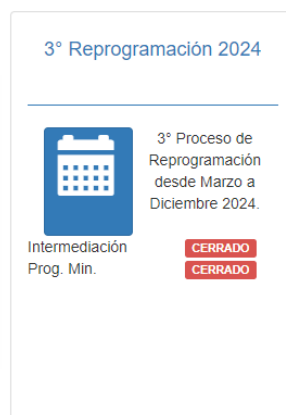 3° Reprogramación 2024
3° Proceso de
Reprogramación
desde Marzo a
Diciembre 2024.
Intermediación CERRADO
Prog. Min. CERRADO